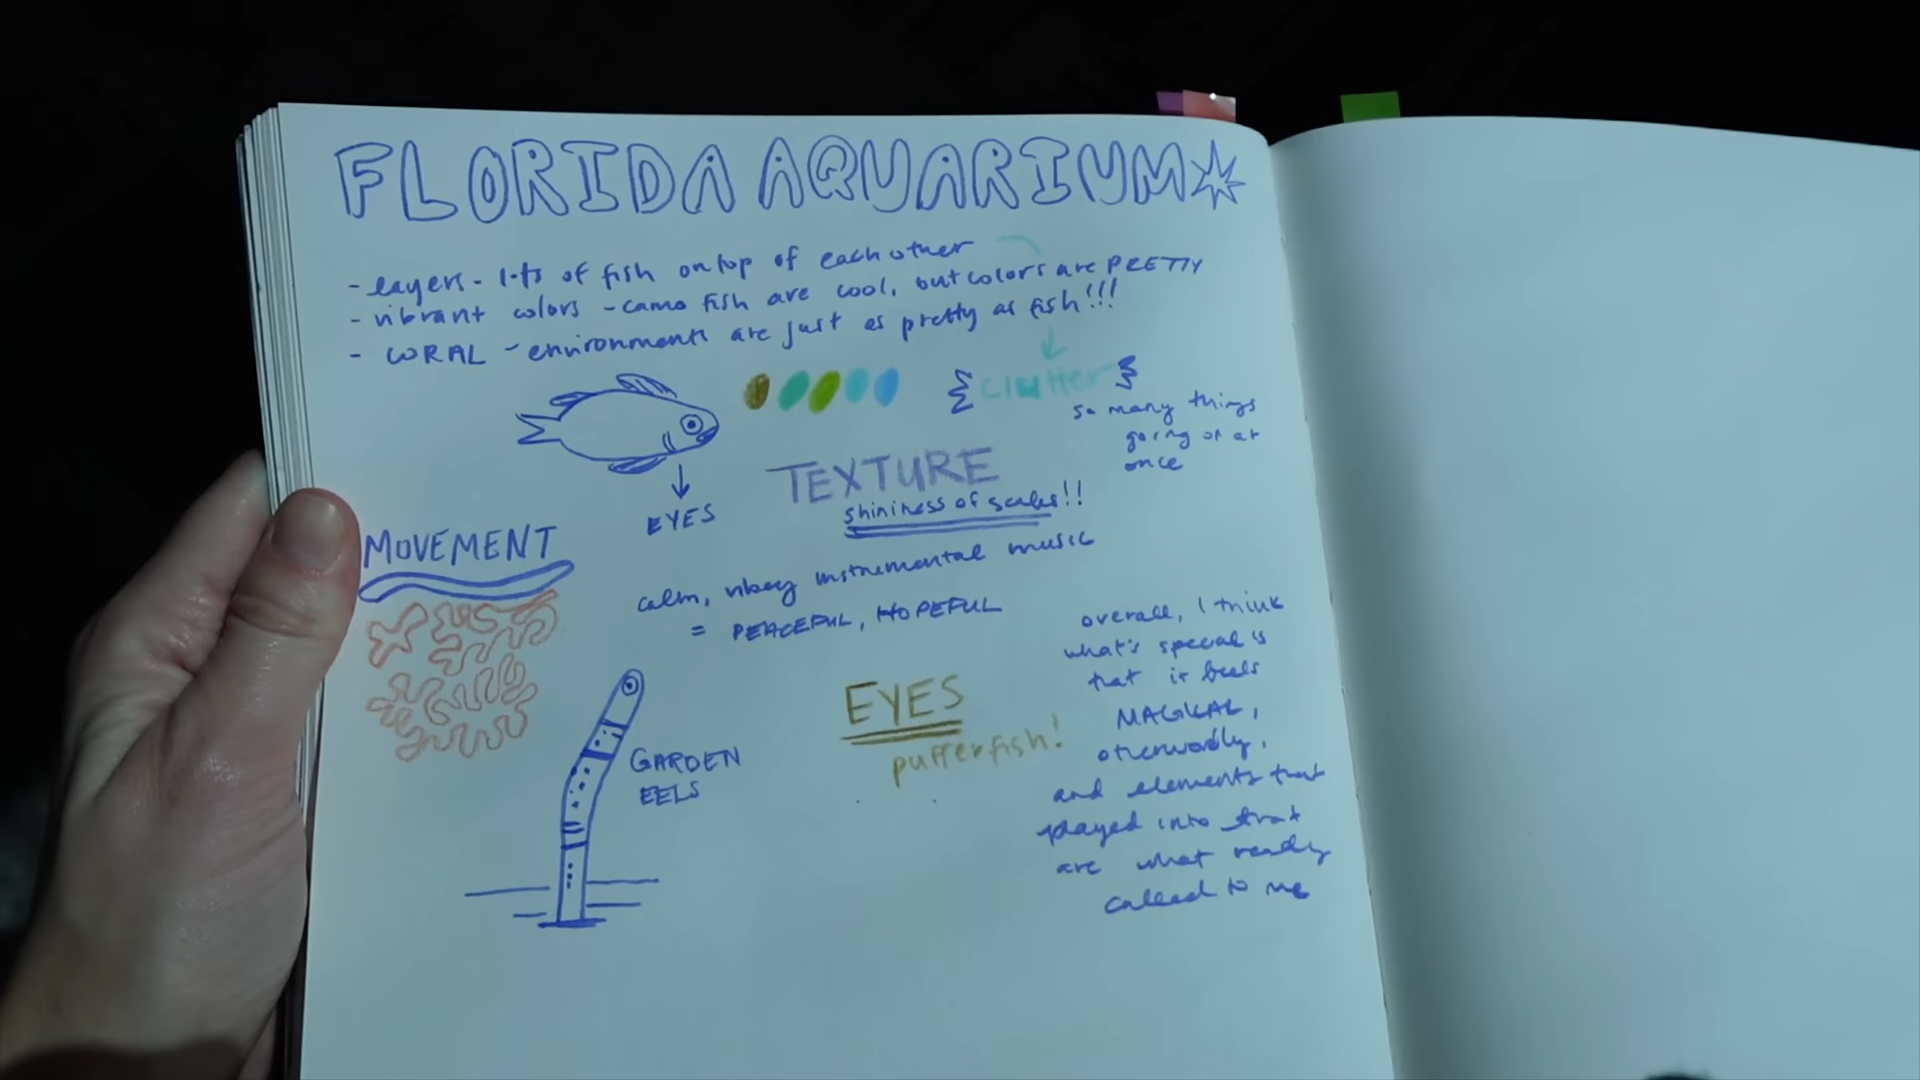 FLORIDA AQUARIUM
- layers - lots of fish on top of each other
- vibrant colors - camo fish are cool, but colors are PRETTY
- CORAL - environments are just as pretty as fish!!!
{clutter}
so many things
going on at
once
EYES
TEXTURE
shininess of scales!!
MOVEMENT
calm, vibey instrumental music
= PEACEFUL, HOPEFUL
GARDEN
EELS
EYES
pufferfish!
overall, I think
what's special is
that it feels
MAGICAL,
otherwordly,
and elements that
played into that
are what really
called to me